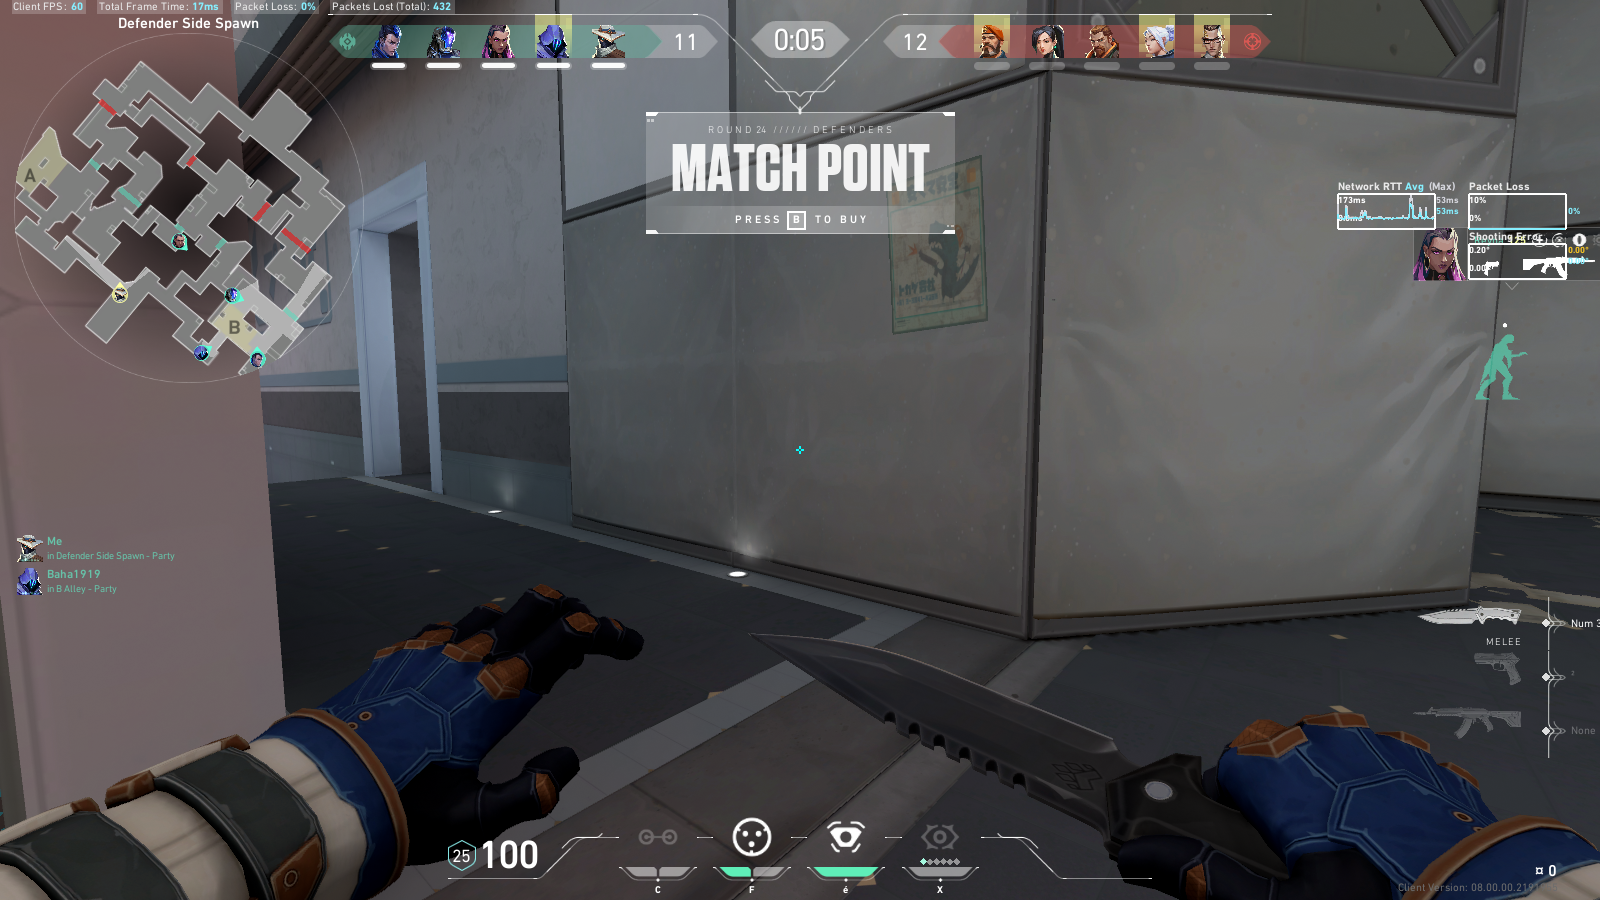 Client FPS: 60 Total Frame Time: 17ms Packet Loss: 0% Packets Lost (Total): 432
Defender Side Spawn
11
0:05
12
ROUND 24 ////// DEFENDERS
MATCH POINT
PRESS B TO BUY
A
B
Network RTT Avg (Max)
Packet Loss
173ms
53ms
53ms
10%
0%
0%
Shooting Error
0.20°
0.00°
Me
in Defender Side Spawn - Party
Baha1919
in B Alley - Party
Num 3
MELEE
2
None
25 100
C
F
é
X
¤ 0